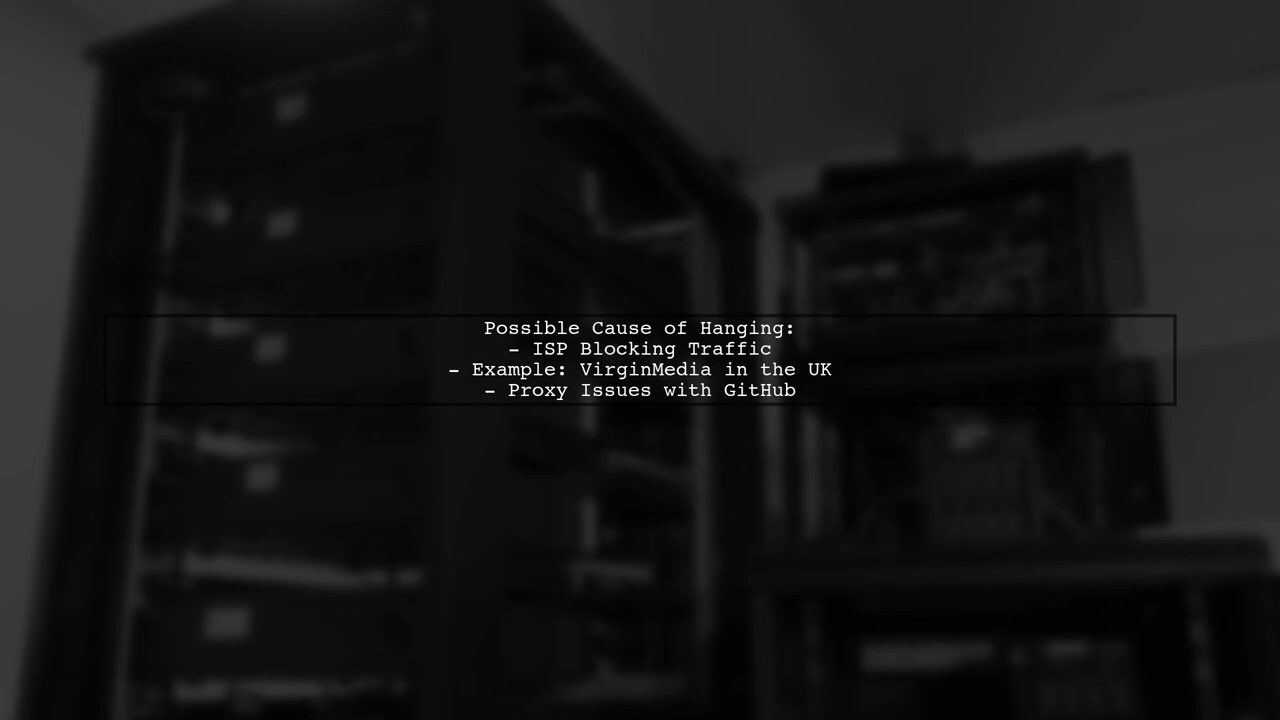 Possible Cause of Hanging:
- ISP Blocking Traffic
- Example: VirginMedia in the UK
- Proxy Issues with GitHub